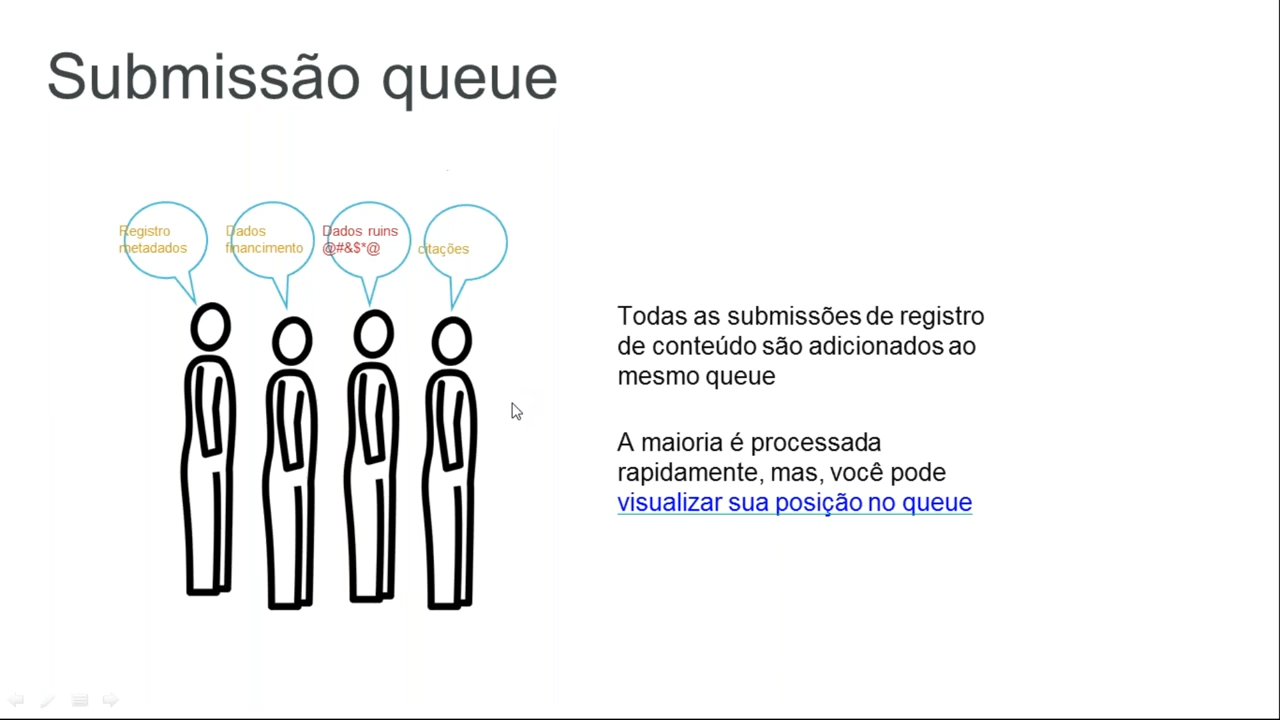 Submissão queue
Registro
metadados
Dados
financimento
Dados ruins
@#&$*@
citações
Todas as submissões de registro
de conteúdo são adicionados ao
mesmo queue
A maioria é processada
rapidamente, mas, você pode
visualizar sua posição no queue